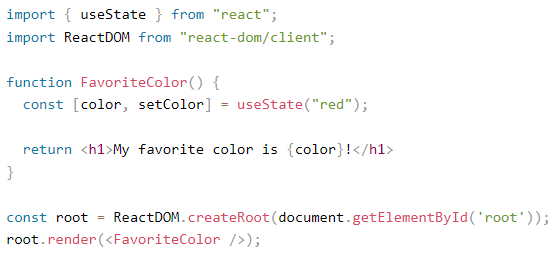 import { useState } from "react";
import ReactDOM from "react-dom/client";

function FavoriteColor() {
  const [color, setColor] = useState("red");

  return <h1>My favorite color is {color}!</h1>
}

const root = ReactDOM.createRoot(document.getElementById('root'));
root.render(<FavoriteColor />);